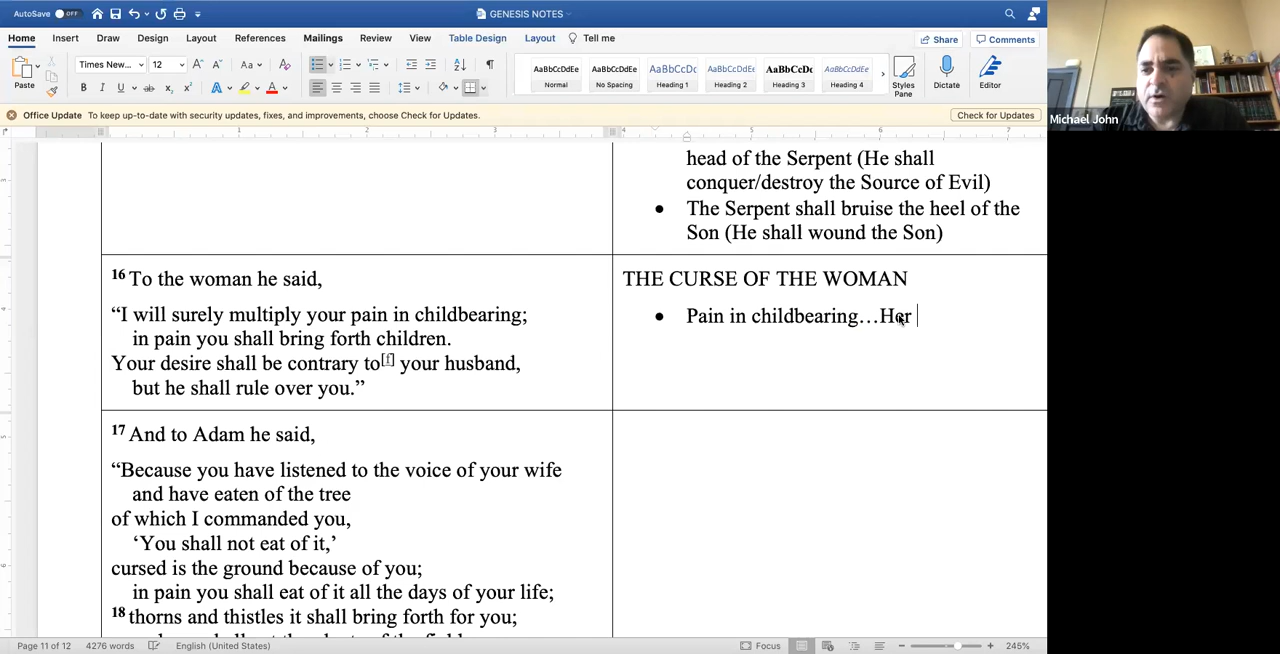 AutoSave OFF GENESIS NOTES
Home Insert Draw Design Layout References Mailings Review View Table Design Layout Tell me Share Comments
Paste Times New... 12 Aa
AaBbCcDdEe AaBbCcDdEe AaBbCcDc AaBbCcDdEe AaBbCcDc AaBbCcDdEe
Normal No Spacing Heading 1 Heading 2 Heading 3 Heading 4 Styles Pane Dictate Editor
Office Update To keep up-to-date with security updates, fixes, and improvements, choose Check for Updates. Check for Updates
Michael John
1 2 3 4 5 6 7
head of the Serpent (He shall
conquer/destroy the Source of Evil)
• The Serpent shall bruise the heel of the
Son (He shall wound the Son)
16 To the woman he said,
“I will surely multiply your pain in childbearing;
in pain you shall bring forth children.
Your desire shall be contrary to[f] your husband,
but he shall rule over you.”
THE CURSE OF THE WOMAN
• Pain in childbearing…Her
17 And to Adam he said,
“Because you have listened to the voice of your wife
and have eaten of the tree
of which I commanded you,
‘You shall not eat of it,’
cursed is the ground because of you;
in pain you shall eat of it all the days of your life;
18 thorns and thistles it shall bring forth for you;
Page 11 of 12 4276 words English (United States) Focus 245%